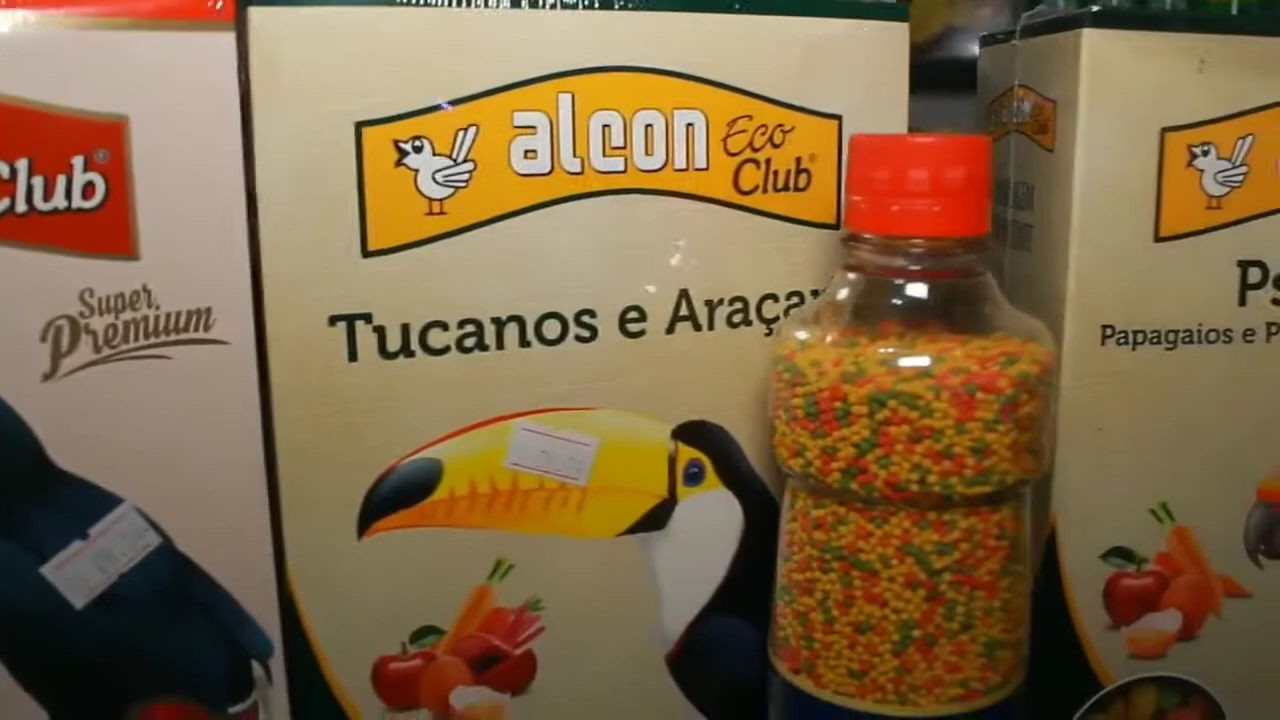 Club®
Super
Premium
alcon Eco
Club®
Tucanos e Araça
Ps
Papagaios e P